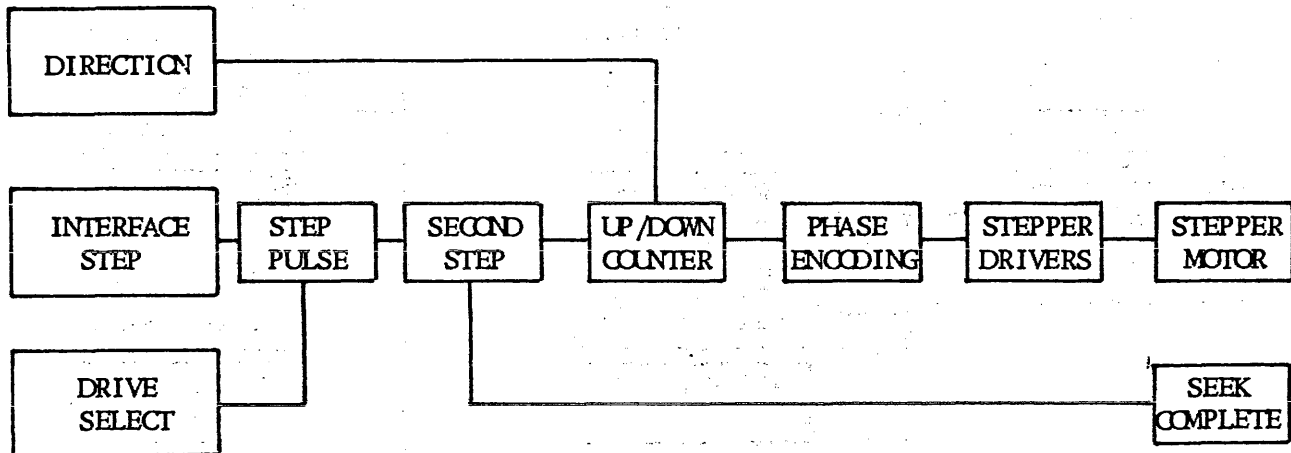 DIRECTION
INTERFACE
STEP
STEP
PULSE
SECOND
STEP
UP/DOWN
COUNTER
PHASE
ENCODING
STEPPER
DRIVERS
STEPPER
MOTOR
DRIVE
SELECT
SEEK
COMPLETE